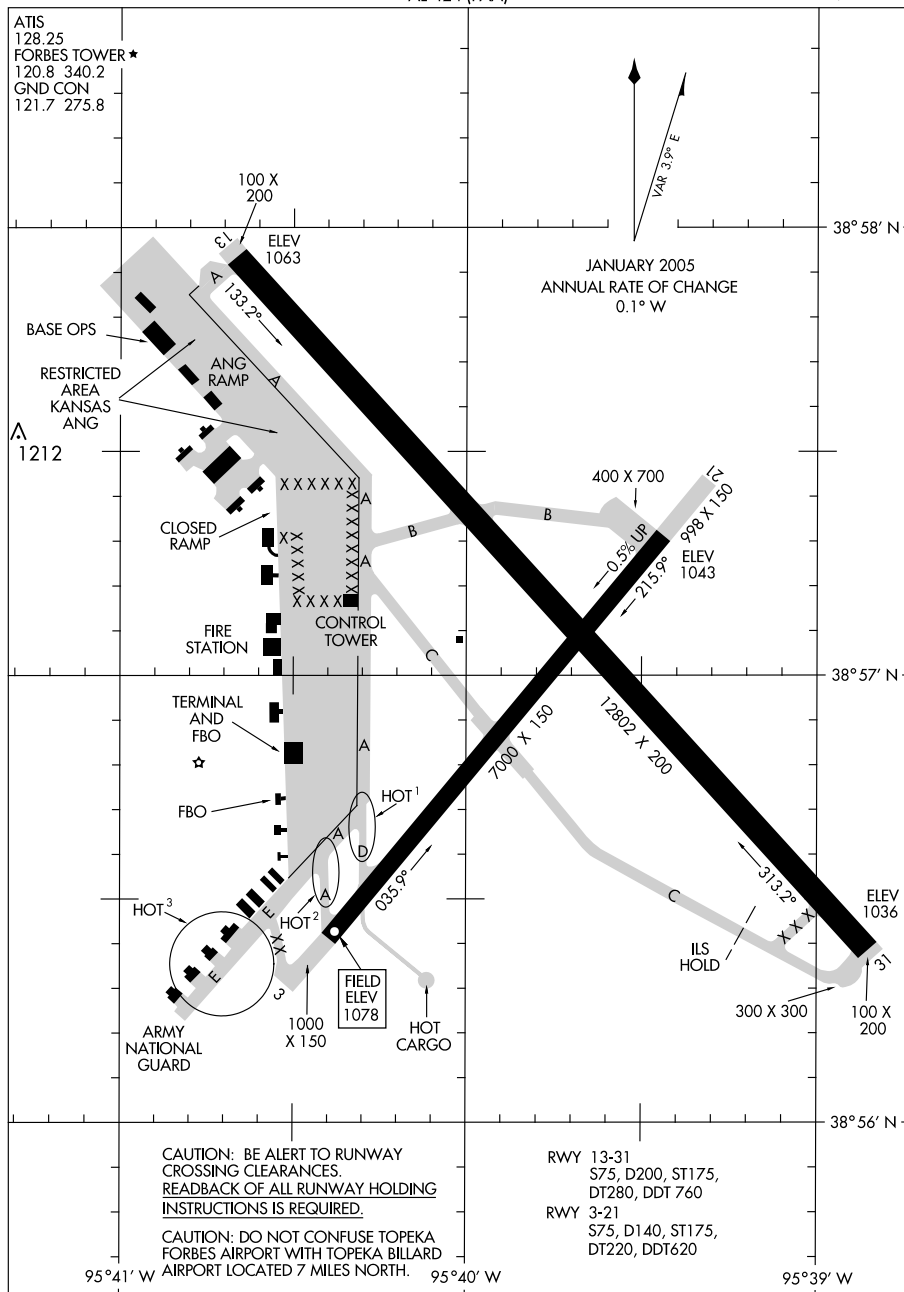 ATIS
128.25
FORBES TOWER ★
120.8 340.2
GND CON
121.7 275.8
VAR 3.9° E
JANUARY 2005
ANNUAL RATE OF CHANGE
0.1° W
38°58' N
100 X
200
13
ELEV
1063
A
133.2°
BASE OPS
ANG
RAMP
A
RESTRICTED
AREA
KANSAS
ANG
1212
X X X X X X
X
X
X
X
X
X
X
A
400 X 700
21
998 X 150
CLOSED
RAMP
B
B
X X
X
X
X
X
A
0.5% UP
215.9°
ELEV
1043
X X X X
CONTROL
TOWER
FIRE
STATION
C
38°57' N
TERMINAL
AND
FBO
A
7000 X 150
12802 X 200
FBO
HOT 1
A
D
035.9°
313.2°
HOT 3
E
HOT 2
A
C
ELEV
1036
X X X
ILS
HOLD
X X
E
3
31
FIELD
ELEV
1078
1000
X 150
HOT
CARGO
300 X 300
100 X
200
ARMY
NATIONAL
GUARD
38°56' N
CAUTION: BE ALERT TO RUNWAY
CROSSING CLEARANCES.
READBACK OF ALL RUNWAY HOLDING
INSTRUCTIONS IS REQUIRED.
CAUTION: DO NOT CONFUSE TOPEKA
FORBES AIRPORT WITH TOPEKA BILLARD
AIRPORT LOCATED 7 MILES NORTH.
RWY 13-31
S75, D200, ST175,
DT280, DDT 760
RWY 3-21
S75, D140, ST175,
DT220, DDT620
95°41' W
95°40' W
95°39' W